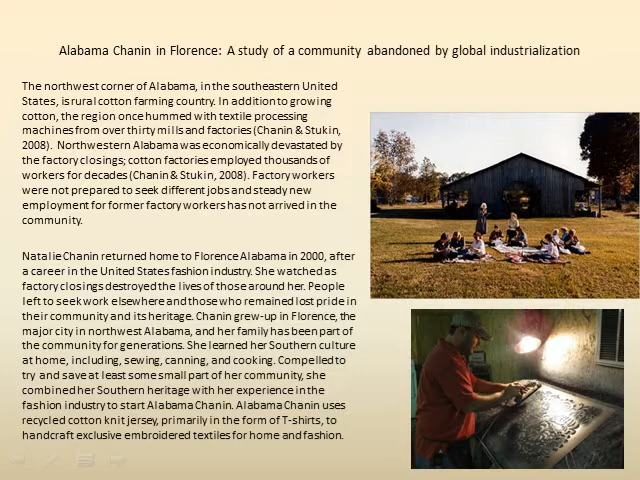 Alabama Chanin in Florence: A study of a community abandoned by global industrialization
The northwest corner of Alabama, in the southeastern United
States, is rural cotton farming country. In addition to growing
cotton, the region once hummed with textile processing
machines from over thirty mills and factories (Chanin & Stukin,
2008). Northwestern Alabama was economically devastated by
the factory closings; cotton factories employed thousands of
workers for decades (Chanin & Stukin, 2008). Factory workers
were not prepared to seek different jobs and steady new
employment for former factory workers has not arrived in the
community.
Natalie Chanin returned home to Florence Alabama in 2000, after
a career in the United States fashion industry. She watched as
factory closings destroyed the lives of those around her. People
left to seek work elsewhere and those who remained lost pride in
their community and its heritage. Chanin grew-up in Florence, the
major city in northwest Alabama, and her family has been part of
the community for generations. She learned her Southern culture
at home, including, sewing, canning, and cooking. Compelled to
try and save at least some small part of her community, she
combined her Southern heritage with her experience in the
fashion industry to start Alabama Chanin. Alabama Chanin uses
recycled cotton knit jersey, primarily in the form of T-shirts, to
handcraft exclusive embroidered textiles for home and fashion.